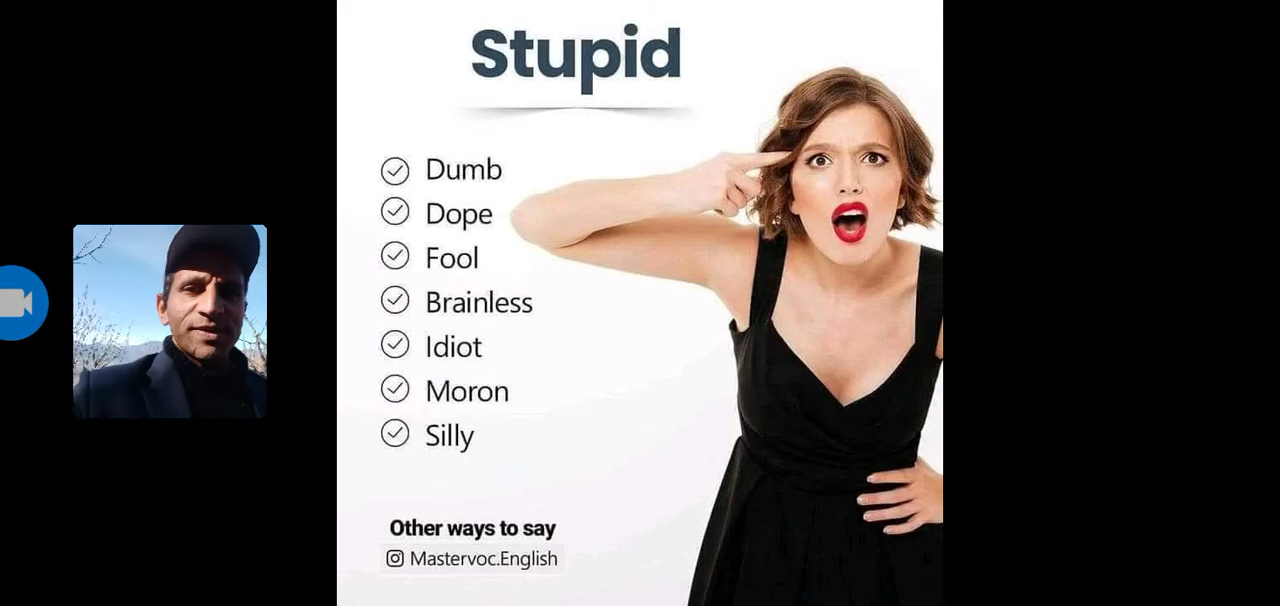 Stupid
Dumb
Dope
Fool
Brainless
Idiot
Moron
Silly
Other ways to say
Mastervoc.English